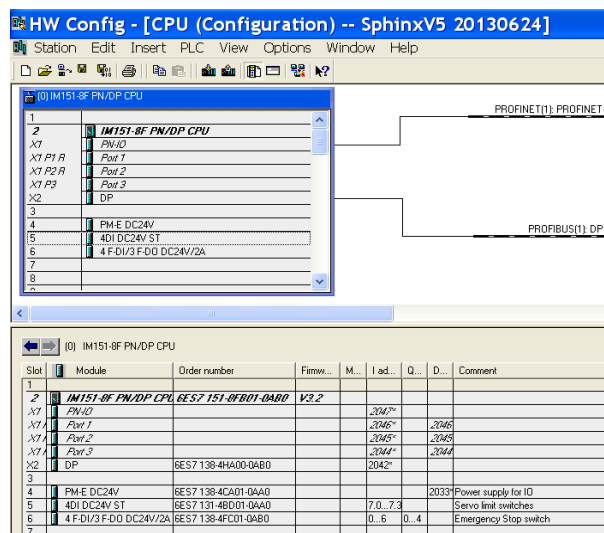 HW Config - [CPU (Configuration) -- SphinxV5 20130624]
Station Edit Insert PLC View Options Window Help
(0) IM151-8F PN/DP CPU
1
2 IM151-8F PN/DP CPU
X1 PN-IO
X1 P1 R Port 1
X1 P2 R Port 2
X1 P3 Port 3
X2 DP
3
4 PM-E DC24V
5 4DI DC24V ST
6 4 F-DI/3 F-DO DC24V/2A
7
8
PROFINET(1): PROFINET-
PROFIBUS(1): DP
(0) IM151-8F PN/DP CPU
Slot Module Order number Firmw... M... I ad... Q... D... Comment
1
2 IM151-8F PN/DP CPU 6ES7 151-8FB01-0AB0 V3.2
X1 PN-IO 2047*
X1 Port 1 2046* 2046
X1 Port 2 2045* 2045
X1 Port 3 2044* 2044
X2 DP 6ES7 138-4HA00-0AB0 2042*
3
4 PM-E DC24V 6ES7 138-4CA01-0AA0 2033* Power supply for IO
5 4DI DC24V ST 6ES7 131-4BD01-0AA0 7.0...7.3 Servo limit switches
6 4 F-DI/3 F-DO DC24V/2A 6ES7 138-4FC01-0AB0 0...6 0...4 Emergency Stop switch
7